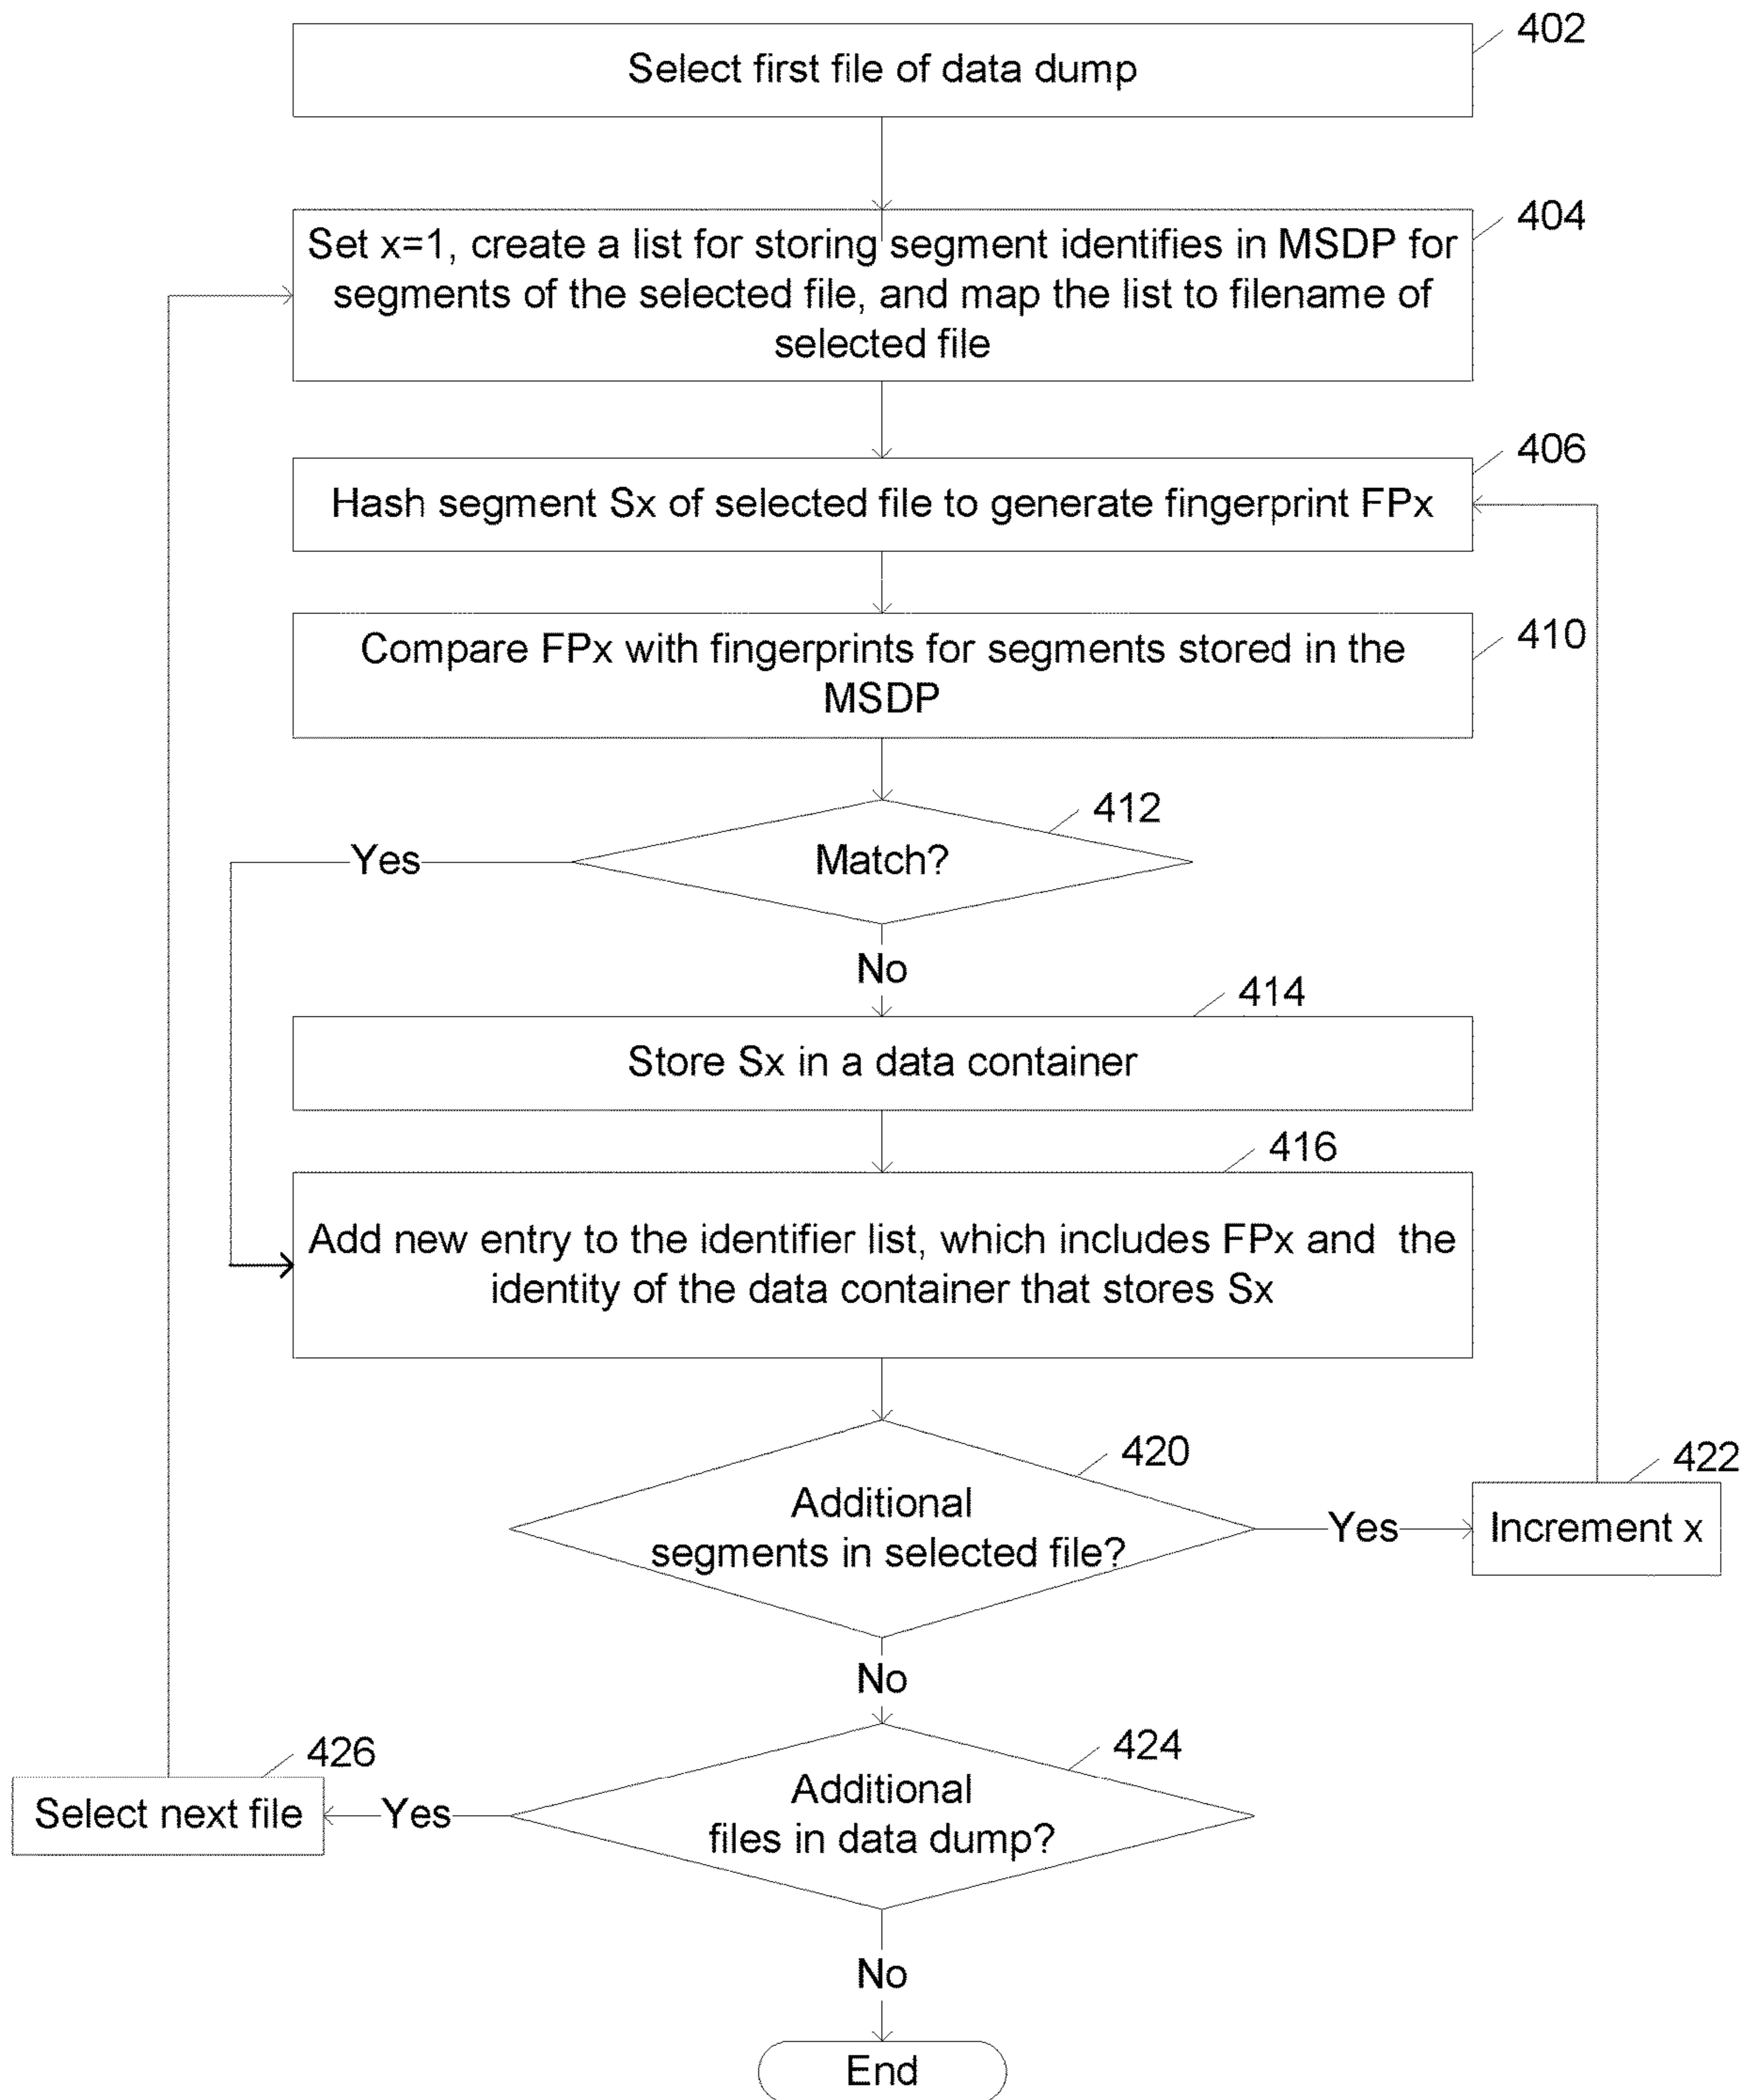 402
Select first file of data dump
404
Set x=1, create a list for storing segment identifies in MSDP for
segments of the selected file, and map the list to filename of
selected file
406
Hash segment Sx of selected file to generate fingerprint FPx
410
Compare FPx with fingerprints for segments stored in the
MSDP
412
Yes
Match?
No
414
Store Sx in a data container
416
Add new entry to the identifier list, which includes FPx and the
identity of the data container that stores Sx
420
422
Additional
segments in selected file?
Yes
Increment x
No
426
424
Select next file
Yes
Additional
files in data dump?
No
End